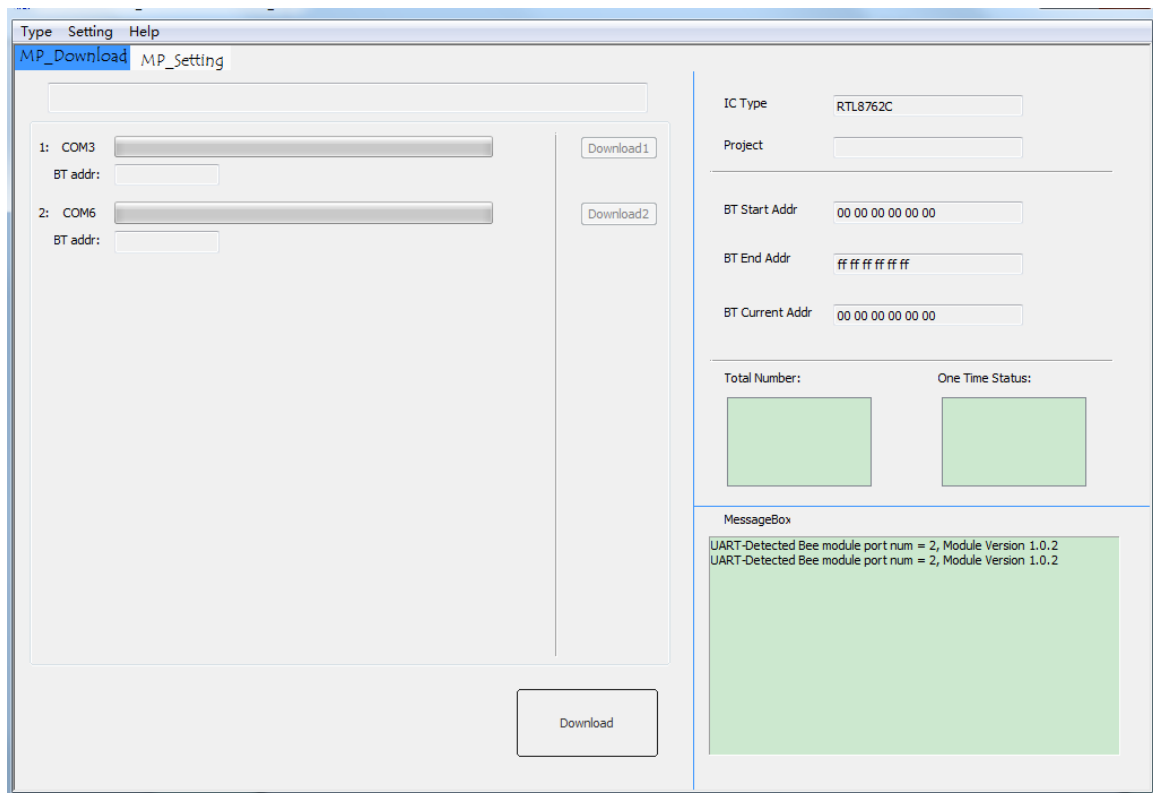 Type Setting Help
MP_Download MP_Setting
1: COM3 Download1
BT addr:
2: COM6 Download2
BT addr:
Download
IC Type RTL8762C
Project
BT Start Addr 00 00 00 00 00 00
BT End Addr ff ff ff ff ff ff
BT Current Addr 00 00 00 00 00 00
Total Number: One Time Status:
MessageBox
UART-Detected Bee module port num = 2, Module Version 1.0.2
UART-Detected Bee module port num = 2, Module Version 1.0.2